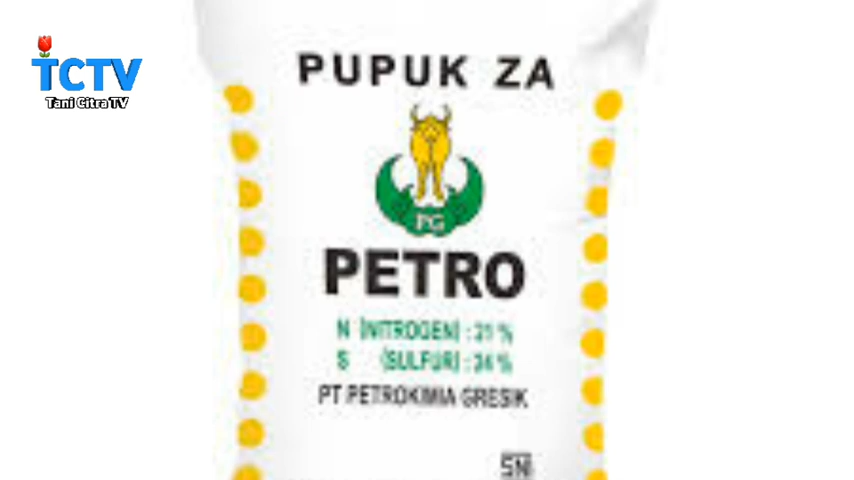 TCTV
Tani Citra TV
PUPUK ZA
PG
PETRO
N (NITROGEN) : 21 %
S (SULFUR) : 24 %
PT PETROKIMIA GRESIK
SNI